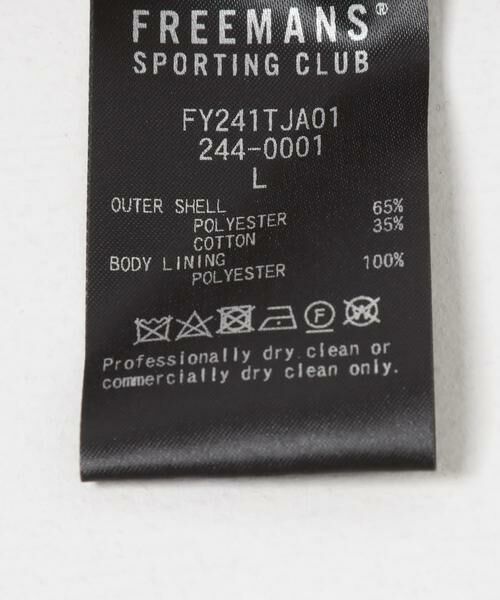 FREEMANS®
SPORTING CLUB
FY241TJA01
244-0001
L
OUTER SHELL
POLYESTER 65%
COTTON 35%
BODY LINING
POLYESTER 100%
F W
Professionally dry clean or
commercially dry clean only.